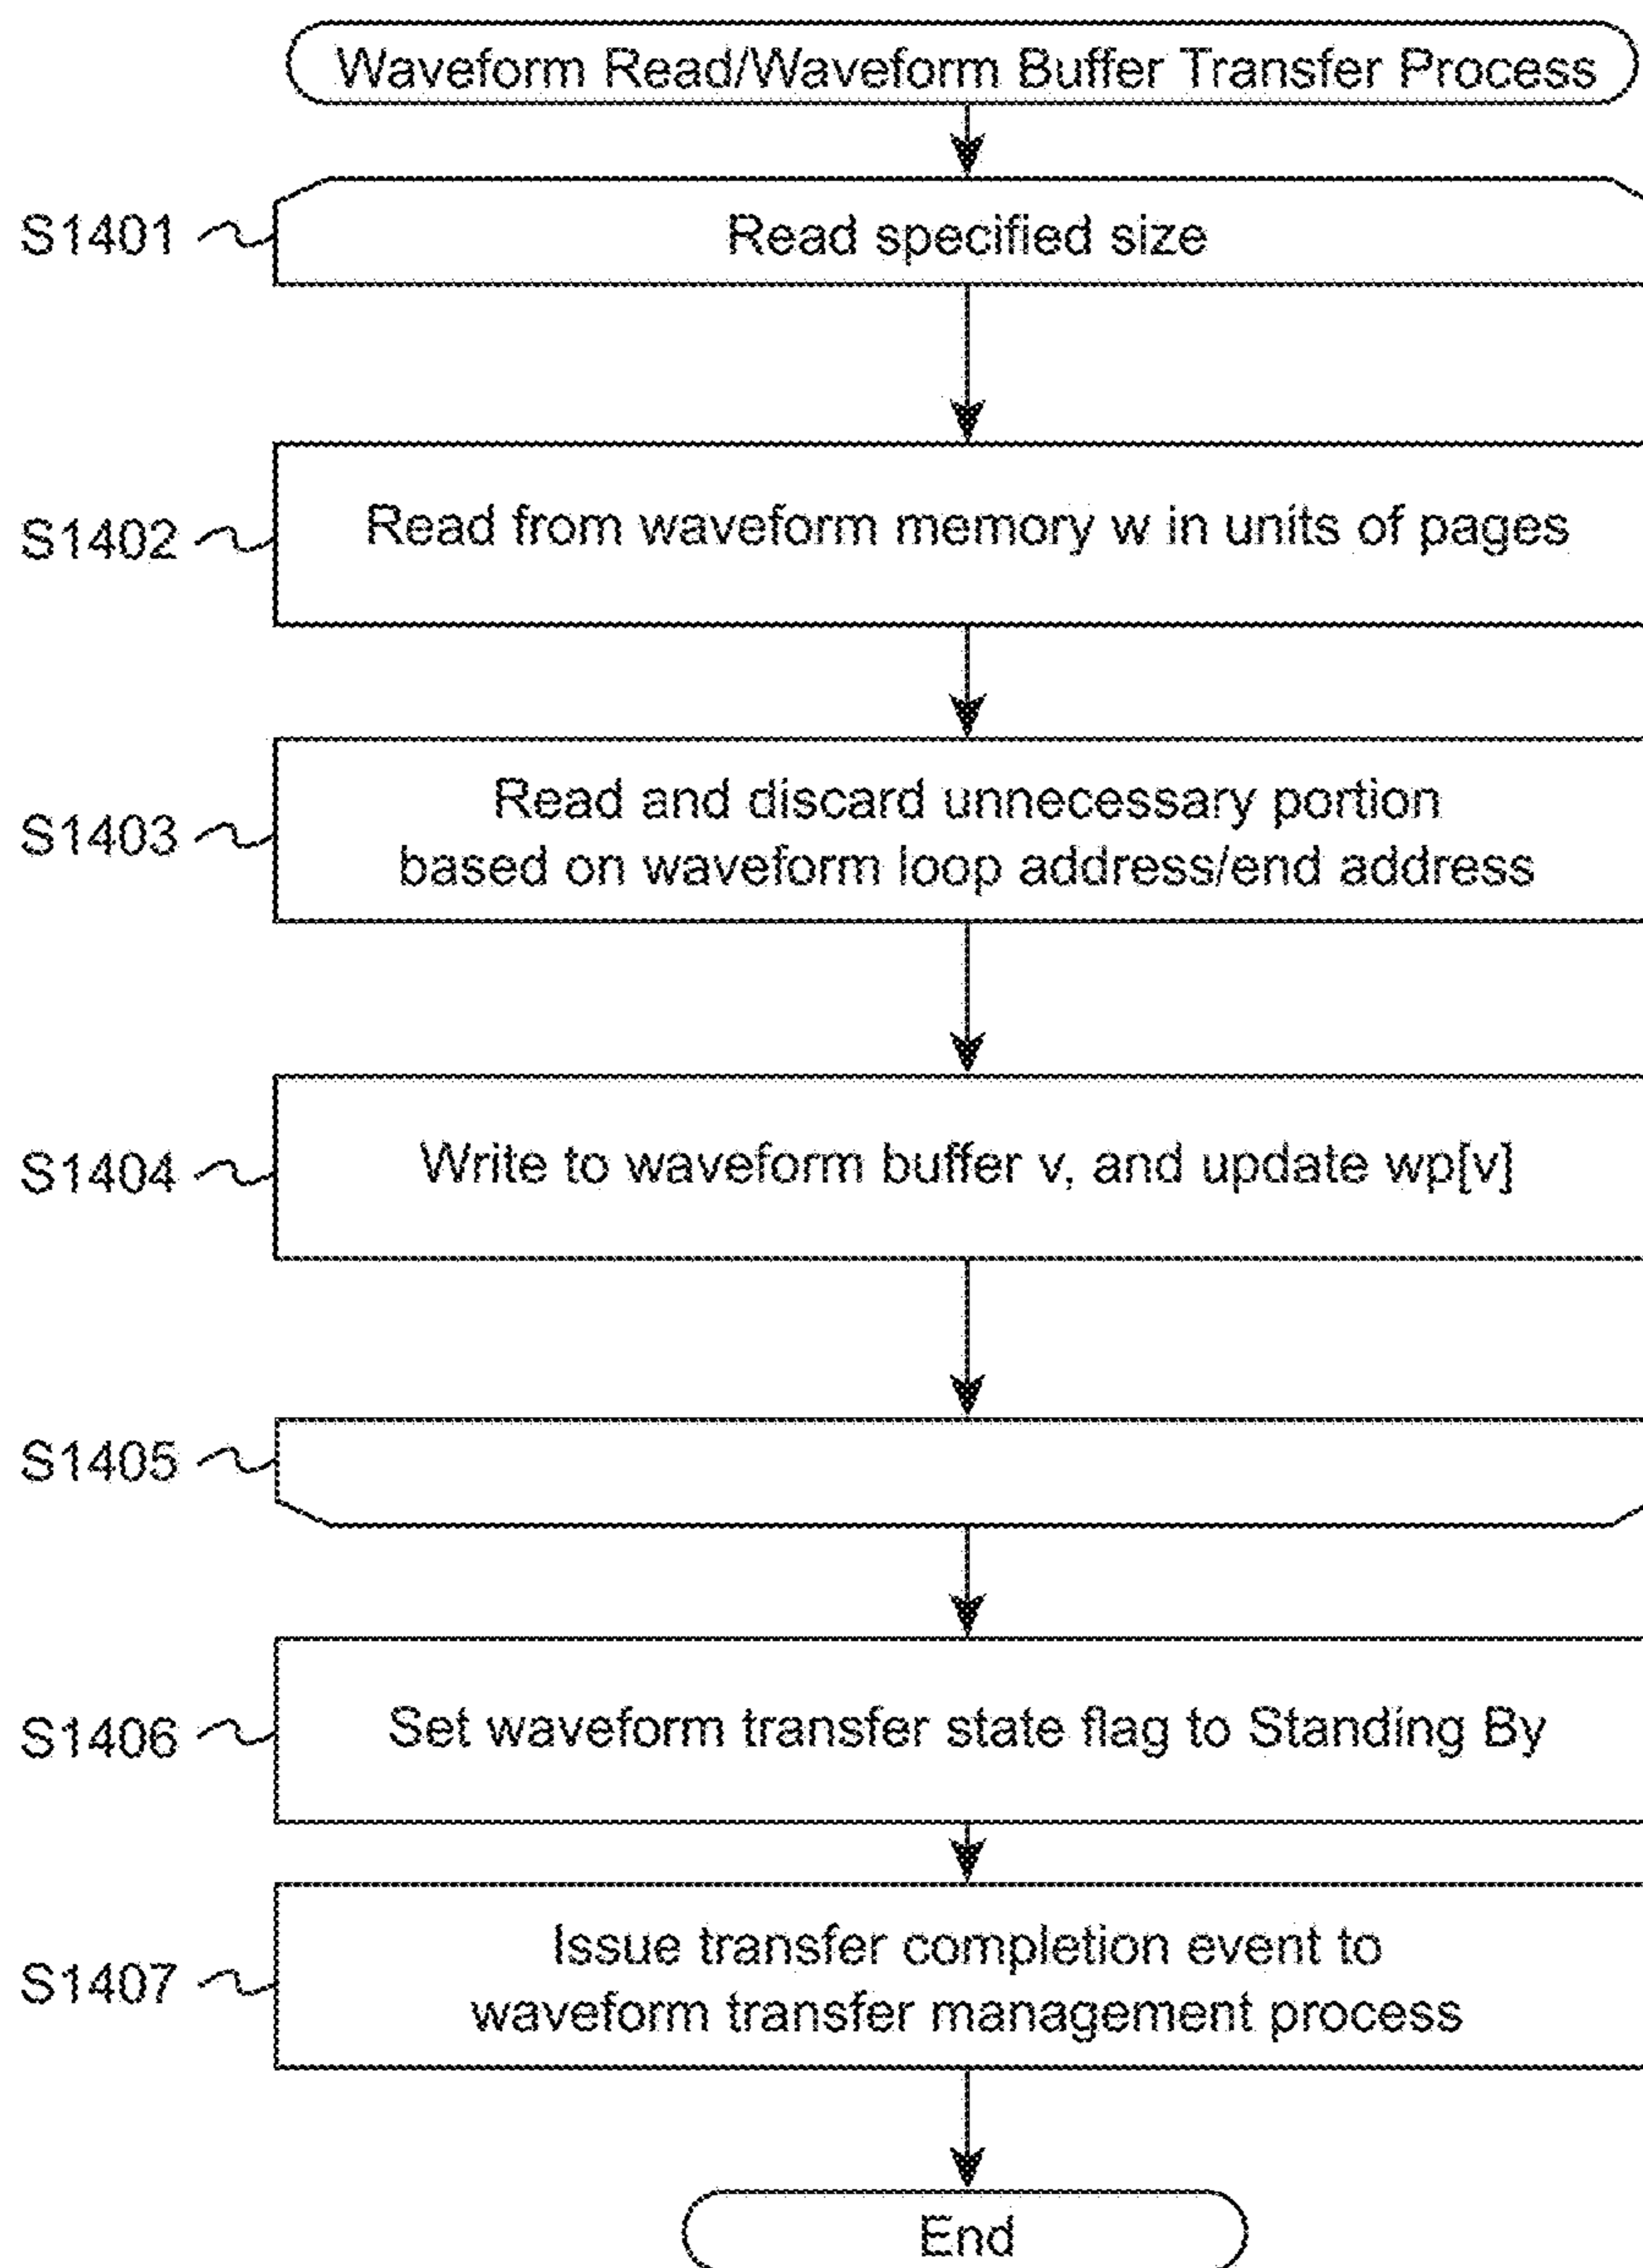 Waveform Read/Waveform Buffer Transfer Process
S1401
Read specified size
S1402
Read from waveform memory w in units of pages
S1403
Read and discard unnecessary portion
based on waveform loop address/end address
S1404
Write to waveform buffer v, and update wp[v]
S1405
S1406
Set waveform transfer state flag to Standing By
S1407
Issue transfer completion event to
waveform transfer management process
End